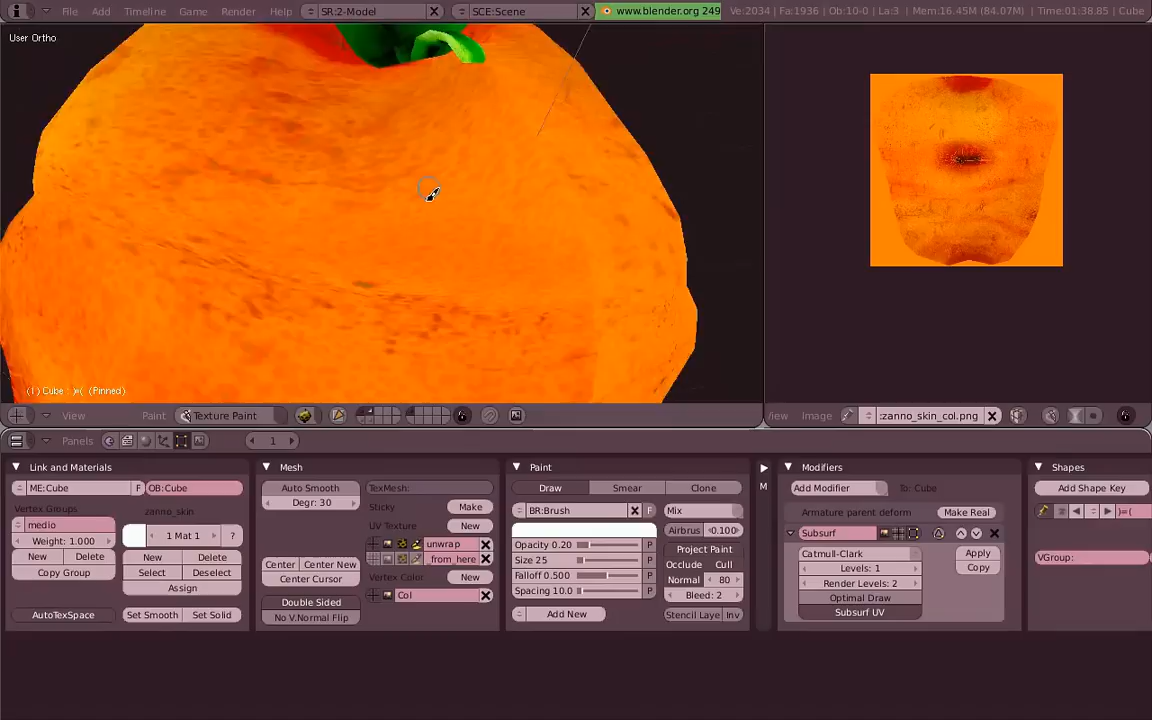 File Add Timeline Game Render Help SR:2-Model SCE:Scene www.blender.org 249 Ve:2034 | Fa:1936 | Ob:10-0 | La:3 | Mem:16.45M (84.07M) | Time:01:38.85 | Cube
User Ortho
(1) Cube )=( (Pinned)
View Paint Texture Paint
iew Image :zanno_skin_col.png
Panels 1
Link and Materials
ME:Cube F OB:Cube
Vertex Groups zanno_skin
medio
Weight: 1.000
1 Mat 1 ?
New Delete New Delete
Copy Group Select Deselect
Assign
AutoTexSpace Set Smooth Set Solid
Mesh
Auto Smooth TexMesh:
Degr: 30 Sticky Make
UV Texture New
unwrap
_from_here
Center Center New
Center Cursor Vertex Color New
Double Sided Col
No V.Normal Flip
Paint
Draw Smear Clone
BR:Brush Mix
Airbrus 0.100
Opacity 0.20 P Project Paint
Size 25 P Occlude Cull
Falloff 0.500 P Normal 80
Spacing 10.0 P Bleed: 2
Add New Stencil Laye Inv
M
Modifiers
Add Modifier To: Cube
Armature parent deform Make Real
Subsurf
Catmull-Clark Apply
Levels: 1 Copy
Render Levels: 2
Optimal Draw
Subsurf UV
Shapes
Add Shape Key
)=(
VGroup: